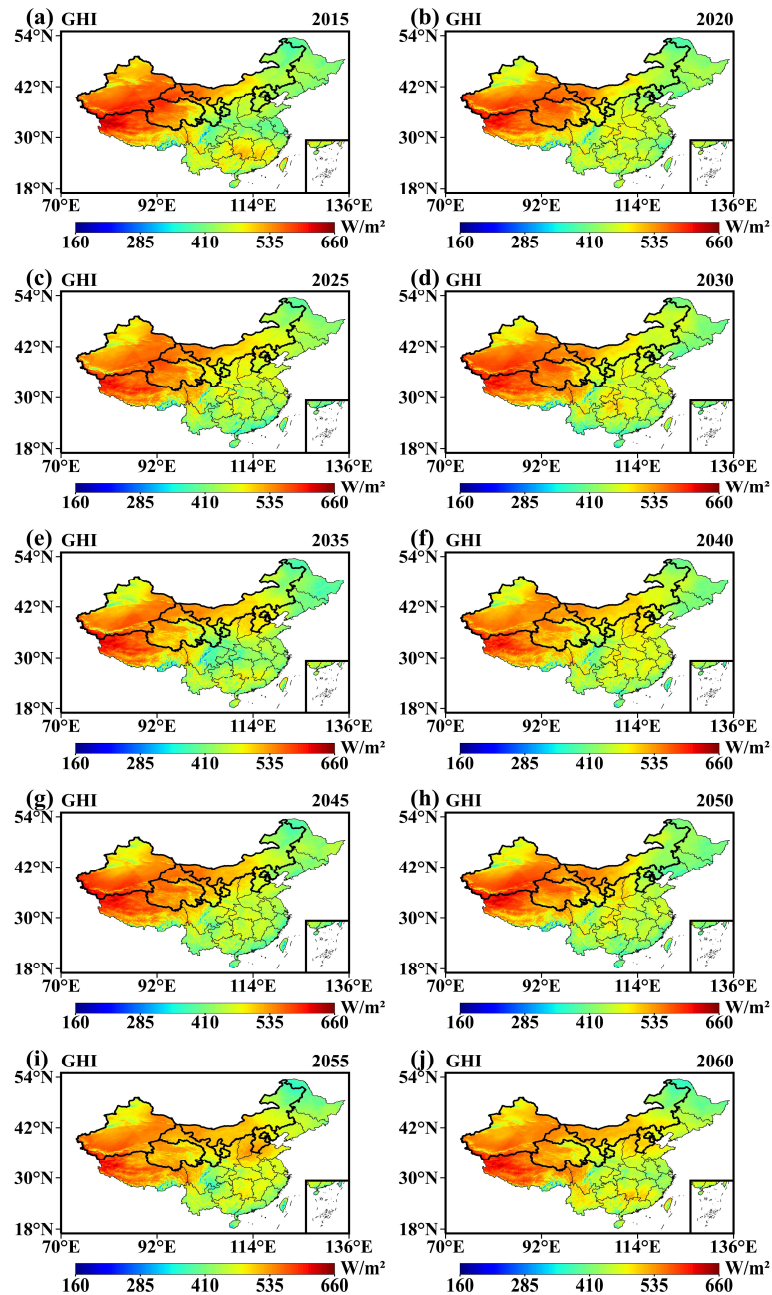 (a) GHI 2015 (b) GHI 2020
54°N 54°N
42°N 42°N
30°N 30°N
18°N 18°N
70°E 92°E 114°E 136°E 70°E 92°E 114°E 136°E
W/m² W/m²
160 285 410 535 660 160 285 410 535 660
(c) GHI 2025 (d) GHI 2030
54°N 54°N
42°N 42°N
30°N 30°N
18°N 18°N
70°E 92°E 114°E 136°E 70°E 92°E 114°E 136°E
W/m² W/m²
160 285 410 535 660 160 285 410 535 660
(e) GHI 2035 (f) GHI 2040
54°N 54°N
42°N 42°N
30°N 30°N
18°N 18°N
70°E 92°E 114°E 136°E 70°E 92°E 114°E 136°E
W/m² W/m²
160 285 410 535 660 160 285 410 535 660
(g) GHI 2045 (h) GHI 2050
54°N 54°N
42°N 42°N
30°N 30°N
18°N 18°N
70°E 92°E 114°E 136°E 70°E 92°E 114°E 136°E
W/m² W/m²
160 285 410 535 660 160 285 410 535 660
(i) GHI 2055 (j) GHI 2060
54°N 54°N
42°N 42°N
30°N 30°N
18°N 18°N
70°E 92°E 114°E 136°E 70°E 92°E 114°E 136°E
W/m² W/m²
160 285 410 535 660 160 285 410 535 660